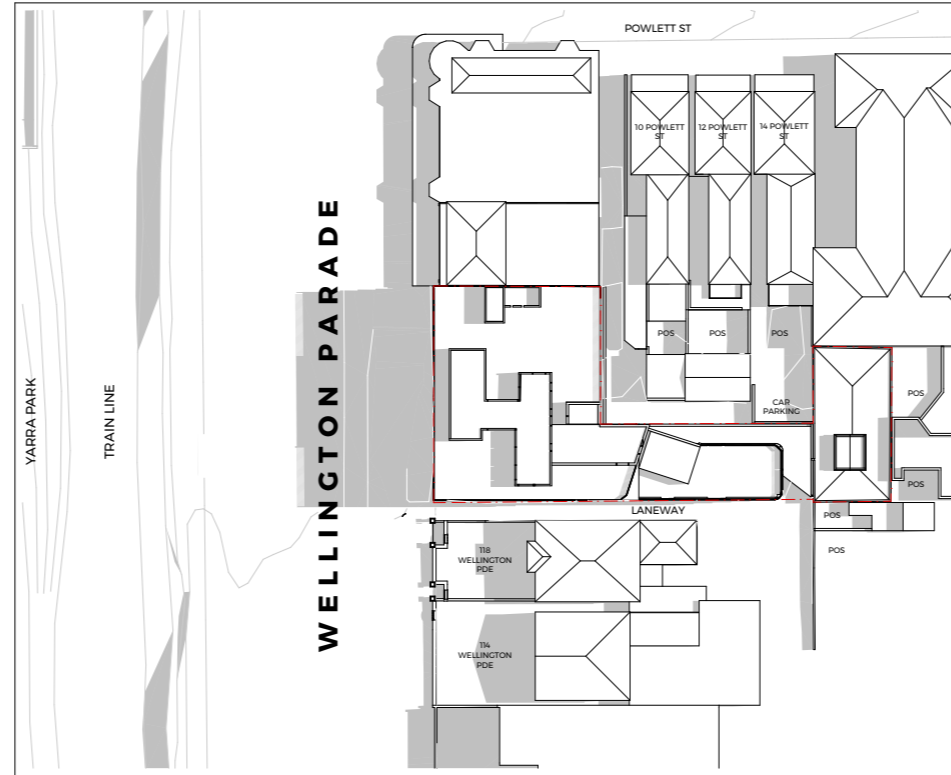 POWLETT ST
10 POWLETT
ST
12 POWLETT
ST
14 POWLETT
ST
WELLINGTON PARADE
YARRA PARK
TRAIN LINE
POS
POS
POS
CAR
PARKING
POS
POS
POS
POS
LANEWAY
118
WELLINGTON
PDE
114
WELLINGTON
PDE